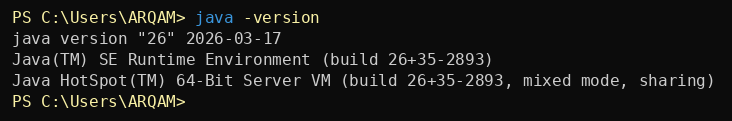 PS C:\Users\ARQAM> java -version
java version "26" 2026-03-17
Java(TM) SE Runtime Environment (build 26+35-2893)
Java HotSpot(TM) 64-Bit Server VM (build 26+35-2893, mixed mode, sharing)
PS C:\Users\ARQAM>